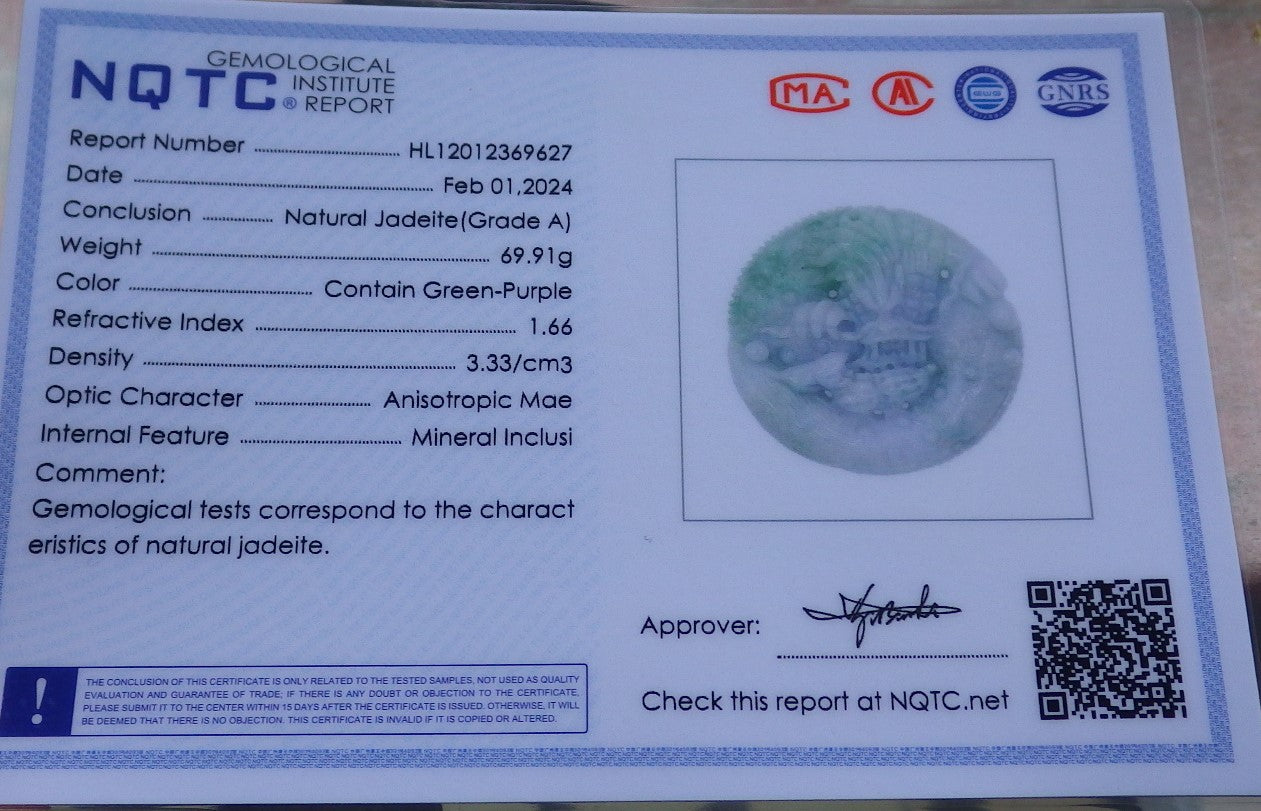 NQTC® GEMOLOGICAL INSTITUTE REPORT
MA
GNRS
Report Number HL12012369627
Date Feb 01,2024
Conclusion Natural Jadeite(Grade A)
Weight 69.91g
Color Contain Green-Purple
Refractive Index 1.66
Density 3.33/cm3
Optic Character Anisotropic Mae
Internal Feature Mineral Inclusi
Comment:
Gemological tests correspond to the charact
eristics of natural jadeite.
! THE CONCLUSION OF THIS CERTIFICATE IS ONLY RELATED TO THE TESTED SAMPLES, NOT USED AS QUALITY
EVALUATION AND GUARANTEE OF TRADE; IF THERE IS ANY DOUBT OR OBJECTION TO THE CERTIFICATE,
PLEASE SUBMIT IT TO THE CENTER WITHIN 15 DAYS AFTER THE CERTIFICATE IS ISSUED. OTHERWISE, IT WILL
BE DEEMED THAT THERE IS NO OBJECTION. THIS CERTIFICATE IS INVALID IF IT IS COPIED OR ALTERED.
Approver:
Check this report at NQTC.net